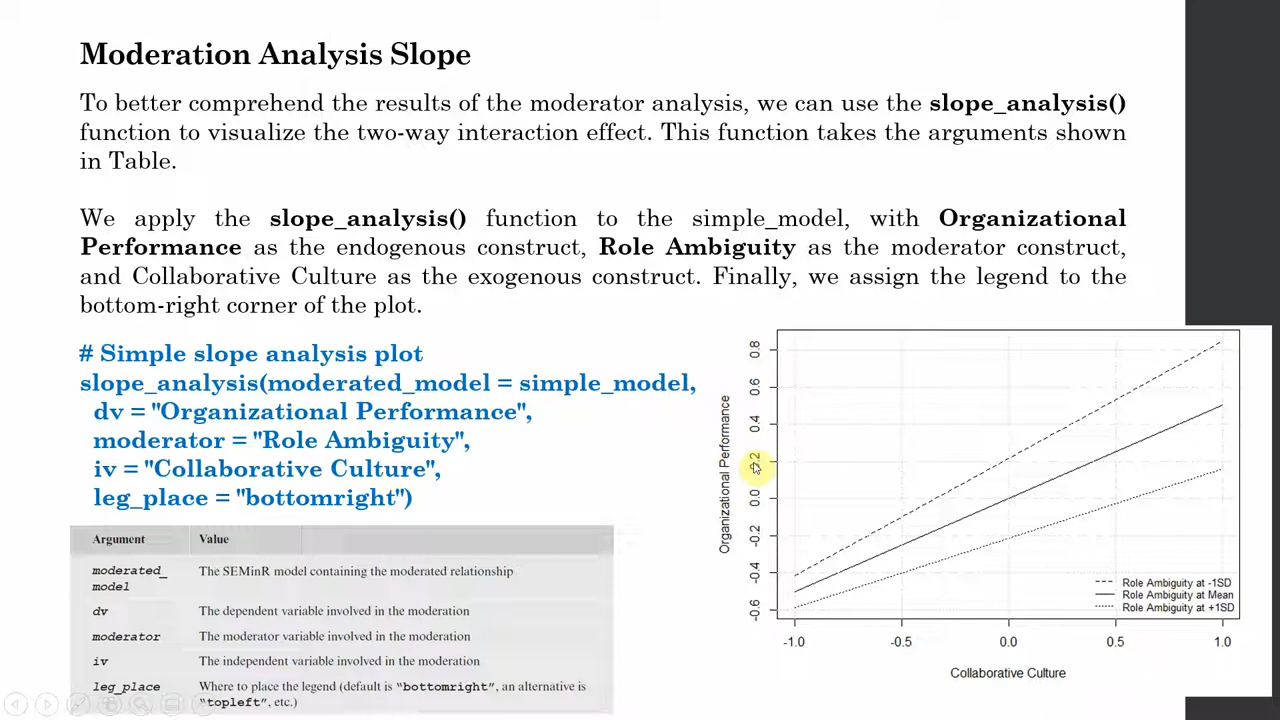 Moderation Analysis Slope
To better comprehend the results of the moderator analysis, we can use the slope_analysis()
function to visualize the two-way interaction effect. This function takes the arguments shown
in Table.
We apply the slope_analysis() function to the simple_model, with Organizational
Performance as the endogenous construct, Role Ambiguity as the moderator construct,
and Collaborative Culture as the exogenous construct. Finally, we assign the legend to the
bottom-right corner of the plot.
# Simple slope analysis plot
slope_analysis(moderated_model = simple_model,
dv = "Organizational Performance",
moderator = "Role Ambiguity",
iv = "Collaborative Culture",
leg_place = "bottomright")
Argument Value
moderated_
model
The SEMinR model containing the moderated relationship
dv The dependent variable involved in the moderation
moderator The moderator variable involved in the moderation
iv The independent variable involved in the moderation
leg_place Where to place the legend (default is "bottomright", an alternative is
"topleft", etc.)
Organizational Performance
0.8
0.6
0.4
0.2
0.0
-0.2
-0.4
-0.6
Role Ambiguity at -1SD
Role Ambiguity at Mean
Role Ambiguity at +1SD
-1.0 -0.5 0.0 0.5 1.0
Collaborative Culture